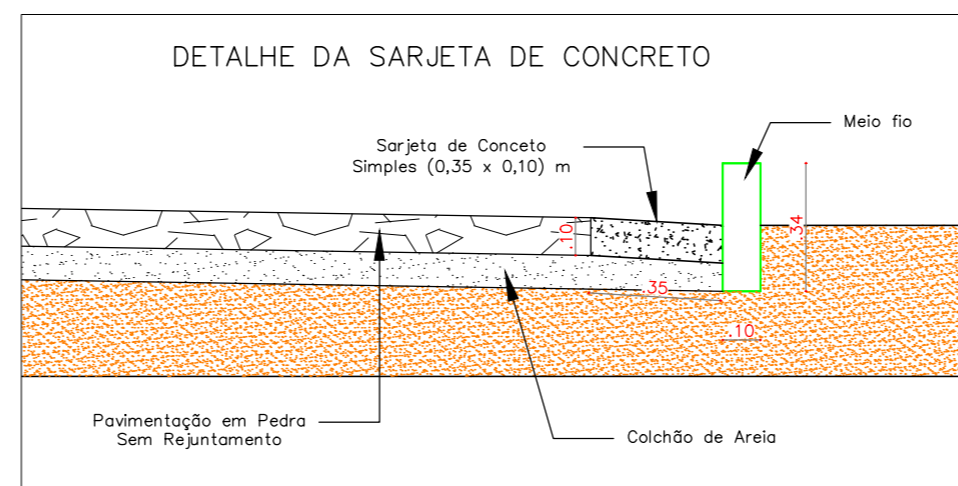 DETALHE DA SARJETA DE CONCRETO
Meio fio
Sarjeta de Conceto
Simples (0,35 x 0,10) m
.10
.34
.35
.10
Pavimentação em Pedra
Sem Rejuntamento
Colchão de Areia